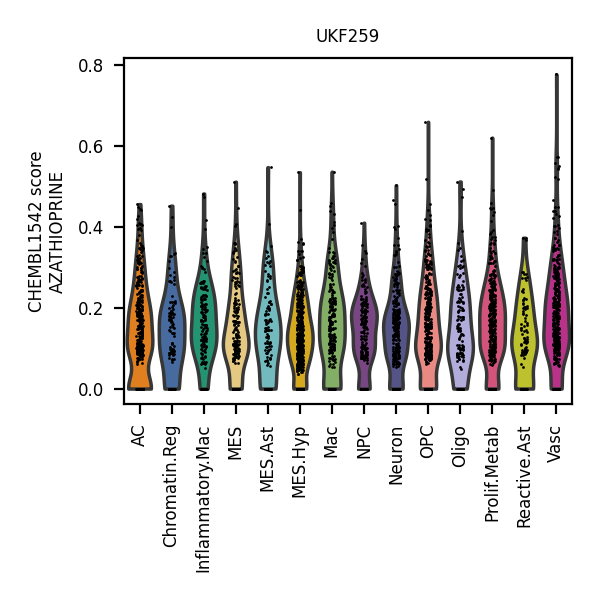 UKF259
CHEMBL1542 score
AZATHIOPRINE
0.8
0.6
0.4
0.2
0.0
AC
Chromatin.Reg
Inflammatory.Mac
MES
MES.Ast
MES.Hyp
Mac
NPC
Neuron
OPC
Oligo
Prolif.Metab
Reactive.Ast
Vasc